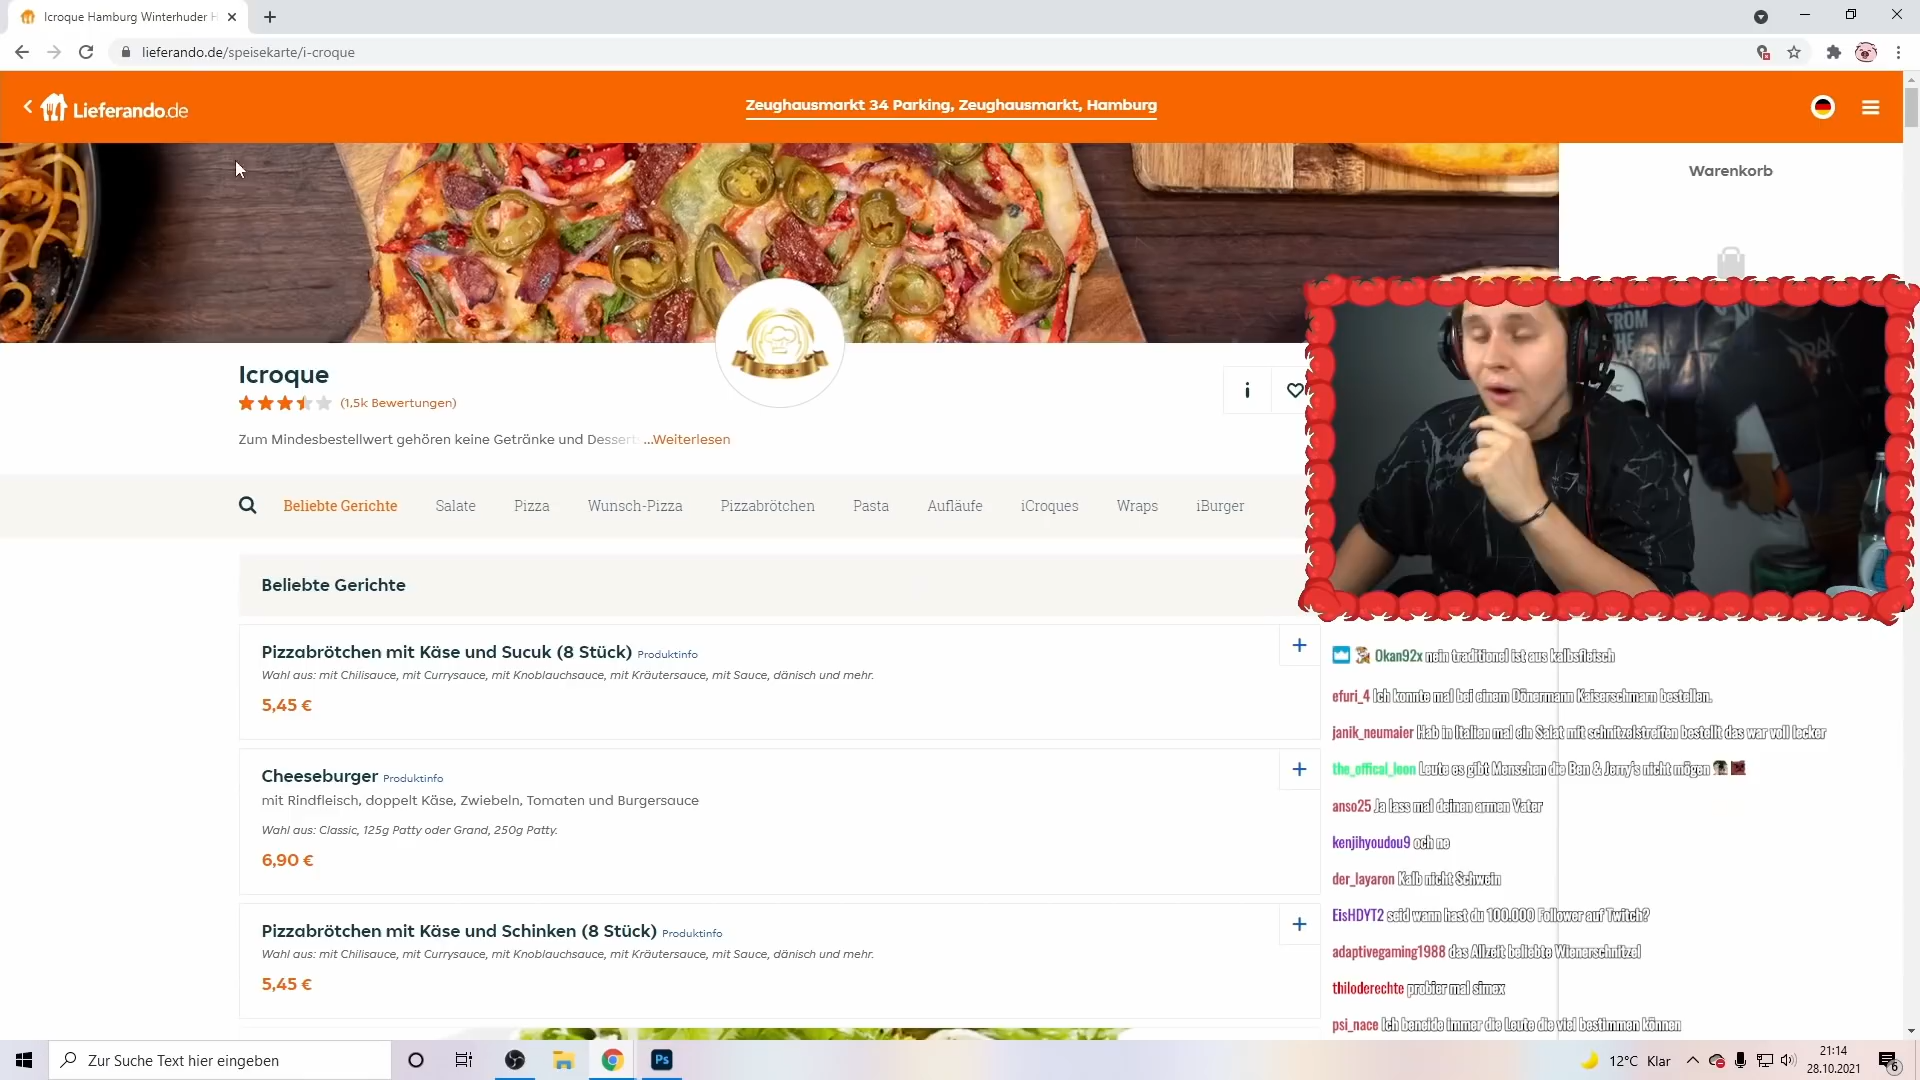 Icroque Hamburg Winterhuder H
lieferando.de/speisekarte/i-croque
Lieferando.de
Zeughausmarkt 34 Parking, Zeughausmarkt, Hamburg
Warenkorb
icroque
Icroque
(1,5k Bewertungen)
Zum Mindesbestellwert gehören keine Getränke und Desserts ...Weiterlesen
FROM
THE
FROM
Beliebte Gerichte Salate Pizza Wunsch-Pizza Pizzabrötchen Pasta Aufläufe iCroques Wraps iBurger
Beliebte Gerichte
Pizzabrötchen mit Käse und Sucuk (8 Stück) Produktinfo
Wahl aus: mit Chilisauce, mit Currysauce, mit Knoblauchsauce, mit Kräutersauce, mit Sauce, dänisch und mehr.
5,45 €
Cheeseburger Produktinfo
mit Rindfleisch, doppelt Käse, Zwiebeln, Tomaten und Burgersauce
Wahl aus: Classic, 125g Patty oder Grand, 250g Patty.
6,90 €
Pizzabrötchen mit Käse und Schinken (8 Stück) Produktinfo
Wahl aus: mit Chilisauce, mit Currysauce, mit Knoblauchsauce, mit Kräutersauce, mit Sauce, dänisch und mehr.
5,45 €
Okan92x nein traditionel ist aus kalbsfleisch
efuri_4 Ich konnte mal bei einem Dönermann Kaiserschmarn bestellen.
janik_neumaier Hab in Italien mal ein Salat mit schnitzelstreifen bestellt das war voll lecker
the_offical_leon Leute es gibt Menschen die Ben & Jerry's nicht mögen
anso25 Ja lass mal deinen armen Vater
kenjihyoudou9 och ne
der_layaron Kalb nicht Schwein
EisHDYT2 seid wann hast du 100.000 Follower auf Twitch?
adaptivegaming1988 das Allzeit beliebte Wienerschnitzel
thiloderechte probier mal simex
psi_nace Ich beneide immer die Leute die viel bestimmen können
Zur Suche Text hier eingeben
Ps
12°C Klar
21:14
28.10.2021
6